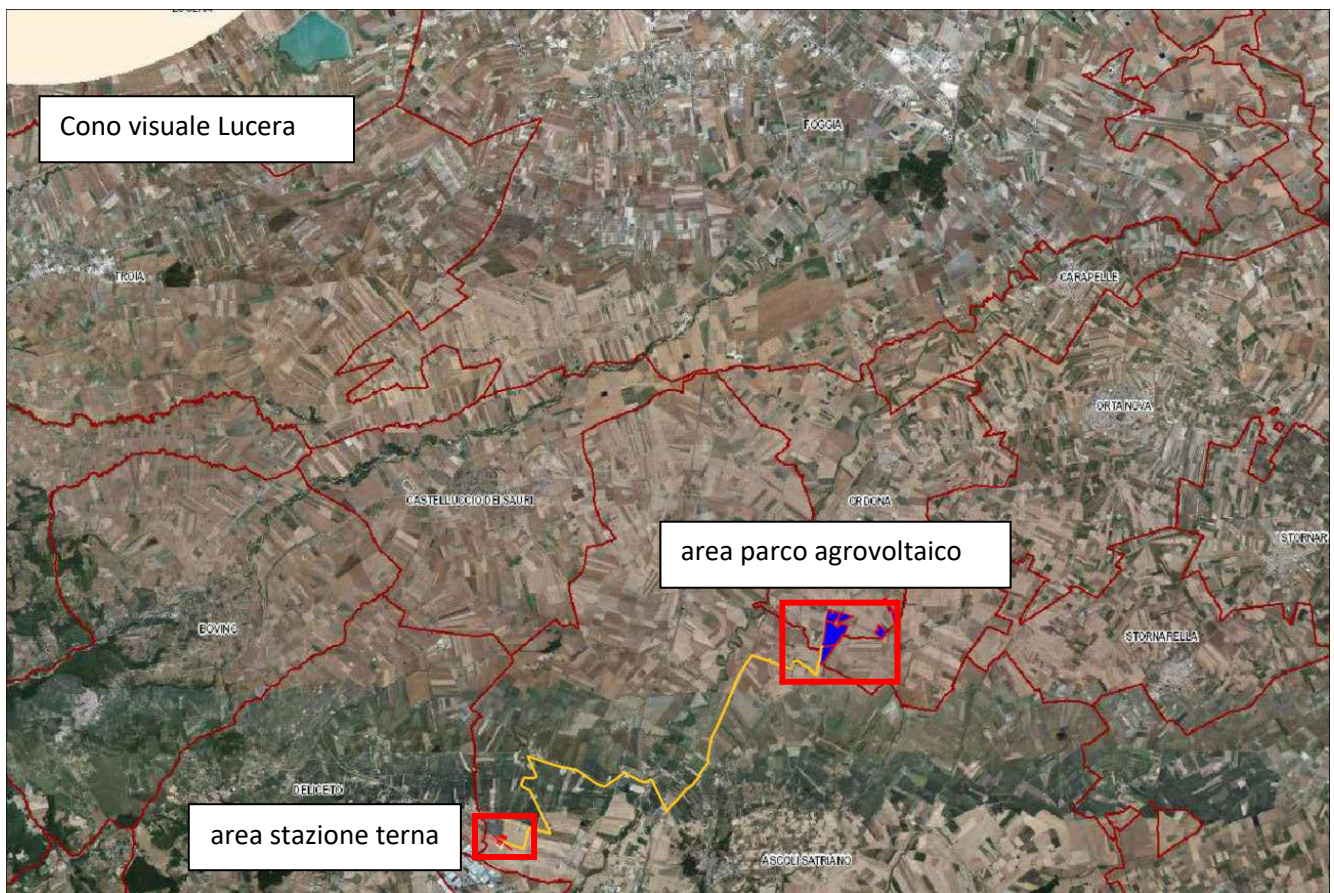 LUCERA
Cono visuale Lucera
FOGGIA
TROIA
CARAPELLE
ORTA NOVA
CASTELLUCCIO DEI SAURI
ORDONA
STORNAR
area parco agrovoltaico
BOVINO
STORNARELLA
DELICETO
area stazione terna
ASCOLI SATRIANO